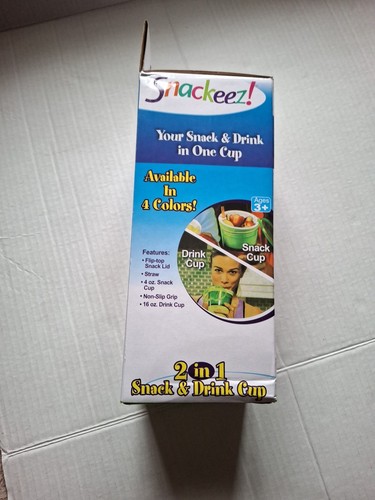 Snackeez!
Your Snack & Drink
in One Cup
Available
In
4 Colors!
Ages
3+
Snack
Cup
Drink
Cup
Features:
• Flip-top
Snack Lid
• Straw
• 4 oz. Snack
Cup
• Non-Slip Grip
• 16 oz. Drink Cup
2 in 1
Snack & Drink Cup